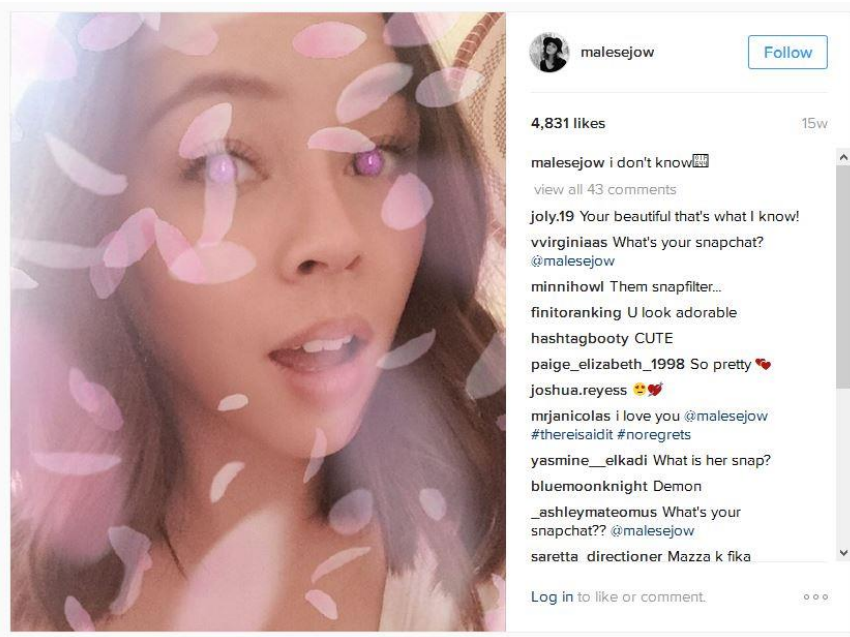 malesejow
Follow
4,831 likes
15w
malesejow i don't know
view all 43 comments
joly.19 Your beautiful that's what I know!
vvirginiaas What's your snapchat?
@malesejow
minnihowl Them snapfilter...
finitoranking U look adorable
hashtagbooty CUTE
paige_elizabeth_1998 So pretty 💕
joshua.reyess 😍💘
mrjanicolas i love you @malesejow
#thereisaidit #noregrets
yasmine__elkadi What is her snap?
bluemoonknight Demon
_ashleymateomus What's your
snapchat?? @malesejow
saretta_directioner Mazza k fika
Log in to like or comment.